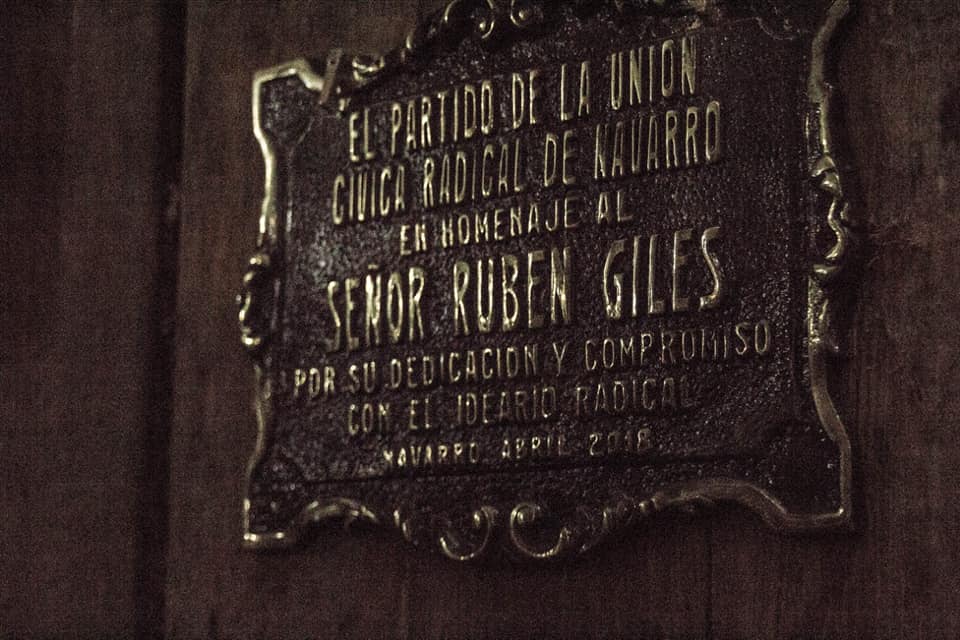 EL PARTIDO DE LA UNION
CIVICA RADICAL DE NAVARRO
EN HOMENAJE AL
SEÑOR RUBEN GILES
POR SU DEDICACION Y COMPROMISO
CON EL IDEARIO RADICAL
NAVARRO ABRIL 2018